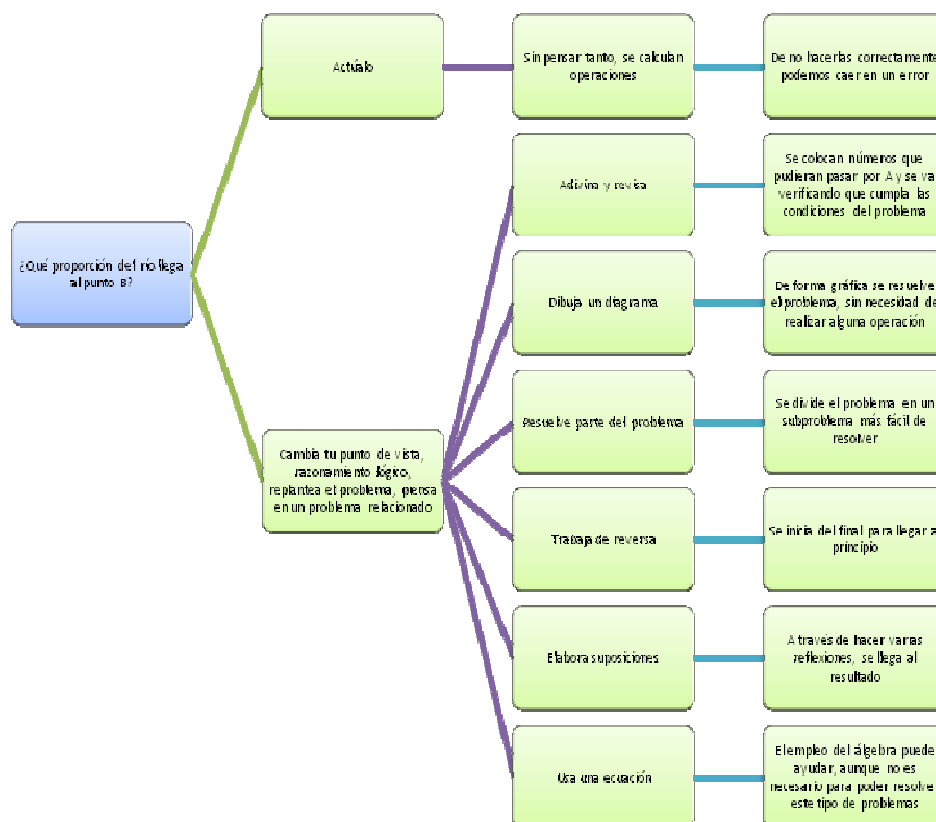 ¿Qué proporción del río llega
al punto B?
Actúalo
Sin pensar tanto, se calculan
operaciones
De no hacerlas correctamente
podemos caer en un error
Cambia tu punto de vista,
razonamiento lógico,
replantea el problema, piensa
en un problema relacionado
Adivina y revisa
Se colocan números que
pudieran pasar por A y se va
verificando que cumpla las
condiciones del problema
Dibuja un diagrama
De forma gráfica se resuelve
el problema, sin necesidad de
realizar alguna operación
Resuelve parte del problema
Se divide el problema en un
subproblema más fácil de
resolver
Trabaja de reversa
Se inicia del final para llegar a
principio
Elabora suposiciones
A través de hacer varias
reflexiones, se llega al
resultado
Usa una ecuación
El empleo del álgebra puede
ayudar, aunque no es
necesario para poder resolve
este tipo de problemas